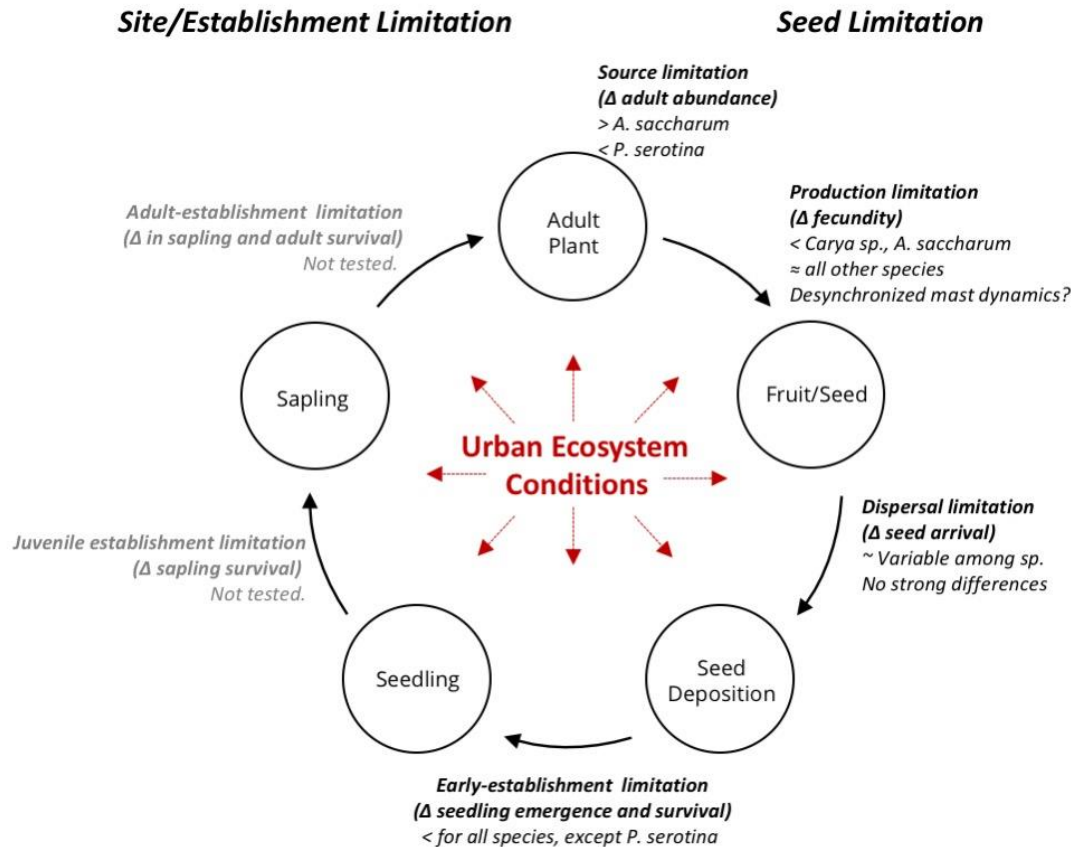 Site/Establishment Limitation
Seed Limitation
Source limitation
(Δ adult abundance)
> A. saccharum
< P. serotina
Adult
Plant
Production limitation
(Δ fecundity)
< Carya sp., A. saccharum
≈ all other species
Desynchronized mast dynamics?
Fruit/Seed
Dispersal limitation
(Δ seed arrival)
~ Variable among sp.
No strong differences
Seed
Deposition
Early-establishment limitation
(Δ seedling emergence and survival)
< for all species, except P. serotina
Seedling
Juvenile establishment limitation
(Δ sapling survival)
Not tested.
Sapling
Adult-establishment limitation
(Δ in sapling and adult survival)
Not tested.
Urban Ecosystem
Conditions